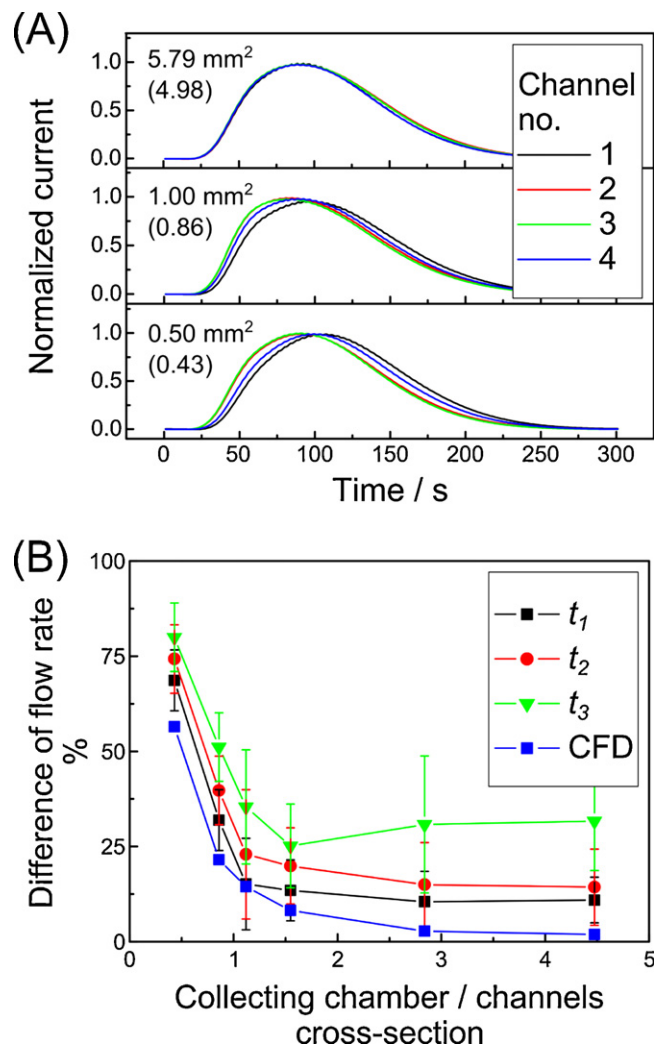 (A)
5.79 mm²
(4.98)
1.0
0.5
0.0
1.00 mm²
(0.86)
1.0
0.5
0.0
0.50 mm²
(0.43)
1.0
0.5
0.0
Normalized current
Channel
no.
1
2
3
4
0 50 100 150 200 250 300
Time / s
(B)
100
75
50
25
0
Difference of flow rate
%
t₁
t₂
t₃
CFD
0 1 2 3 4 5
Collecting chamber / channels
cross-section